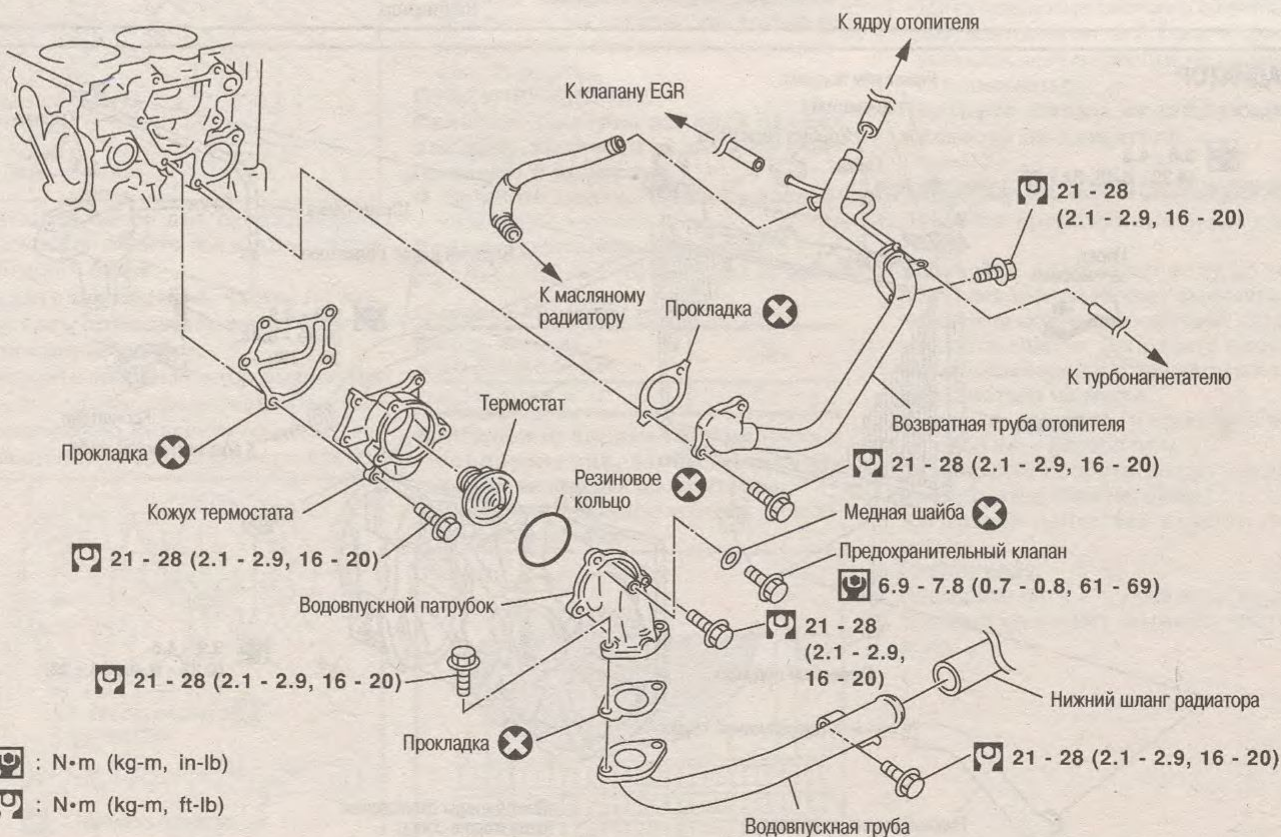 К ядру отопителя
К клапану EGR
21 - 28
(2.1 - 2.9, 16 - 20)
К масляному
радиатору
Прокладка
К турбонагнетателю
Термостат
Возвратная труба отопителя
Прокладка
21 - 28 (2.1 - 2.9, 16 - 20)
Резиновое
кольцо
Кожух термостата
Медная шайба
21 - 28 (2.1 - 2.9, 16 - 20)
Предохранительный клапан
6.9 - 7.8 (0.7 - 0.8, 61 - 69)
Водовпускной патрубок
21 - 28
(2.1 - 2.9,
16 - 20)
21 - 28 (2.1 - 2.9, 16 - 20)
Нижний шланг радиатора
Прокладка
: N•m (kg-m, in-lb)
21 - 28 (2.1 - 2.9, 16 - 20)
: N•m (kg-m, ft-lb)
Водовпускная труба